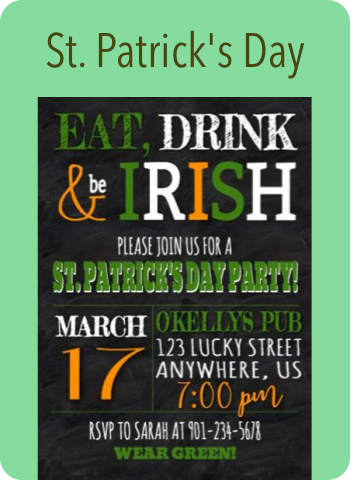 St. Patrick's Day
EAT, DRINK
& be IRISH
PLEASE JOIN US FOR A
ST. PATRICK'S DAY PARTY!
MARCH
17
OKELLYS PUB
123 LUCKY STREET
ANYWHERE, US
7:00 pm
RSVP TO SARAH AT 901-234-5678
WEAR GREEN!